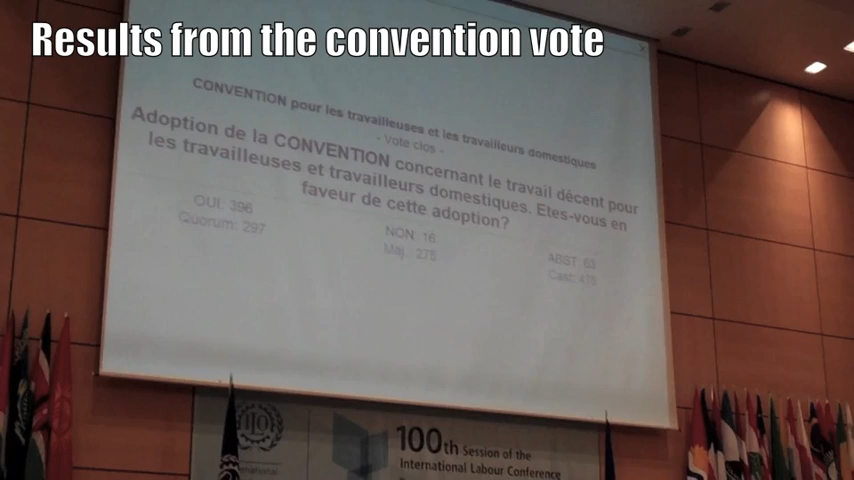 Results from the convention vote
CONVENTION pour les travailleuses et les travailleurs domestiques
- Vote clos -
Adoption de la CONVENTION concernant le travail décent pour
les travailleuses et travailleurs domestiques. Etes-vous en
faveur de cette adoption?
OUI: 396
NON: 16
ABST: 63
Quorum: 297
Maj.: 275
Cast: 475
ILO
100th Session of the
International Labour Conference